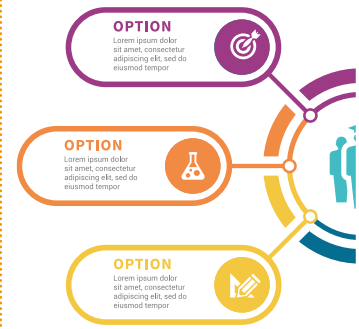 OPTION
Lorem ipsum dolor
sit amet, consectetur
adipiscing elit, sed do
eiusmod tempor
OPTION
Lorem ipsum dolor
sit amet, consectetur
adipiscing elit, sed do
eiusmod tempor
OPTION
Lorem ipsum dolor
sit amet, consectetur
adipiscing elit, sed do
eiusmod tempor